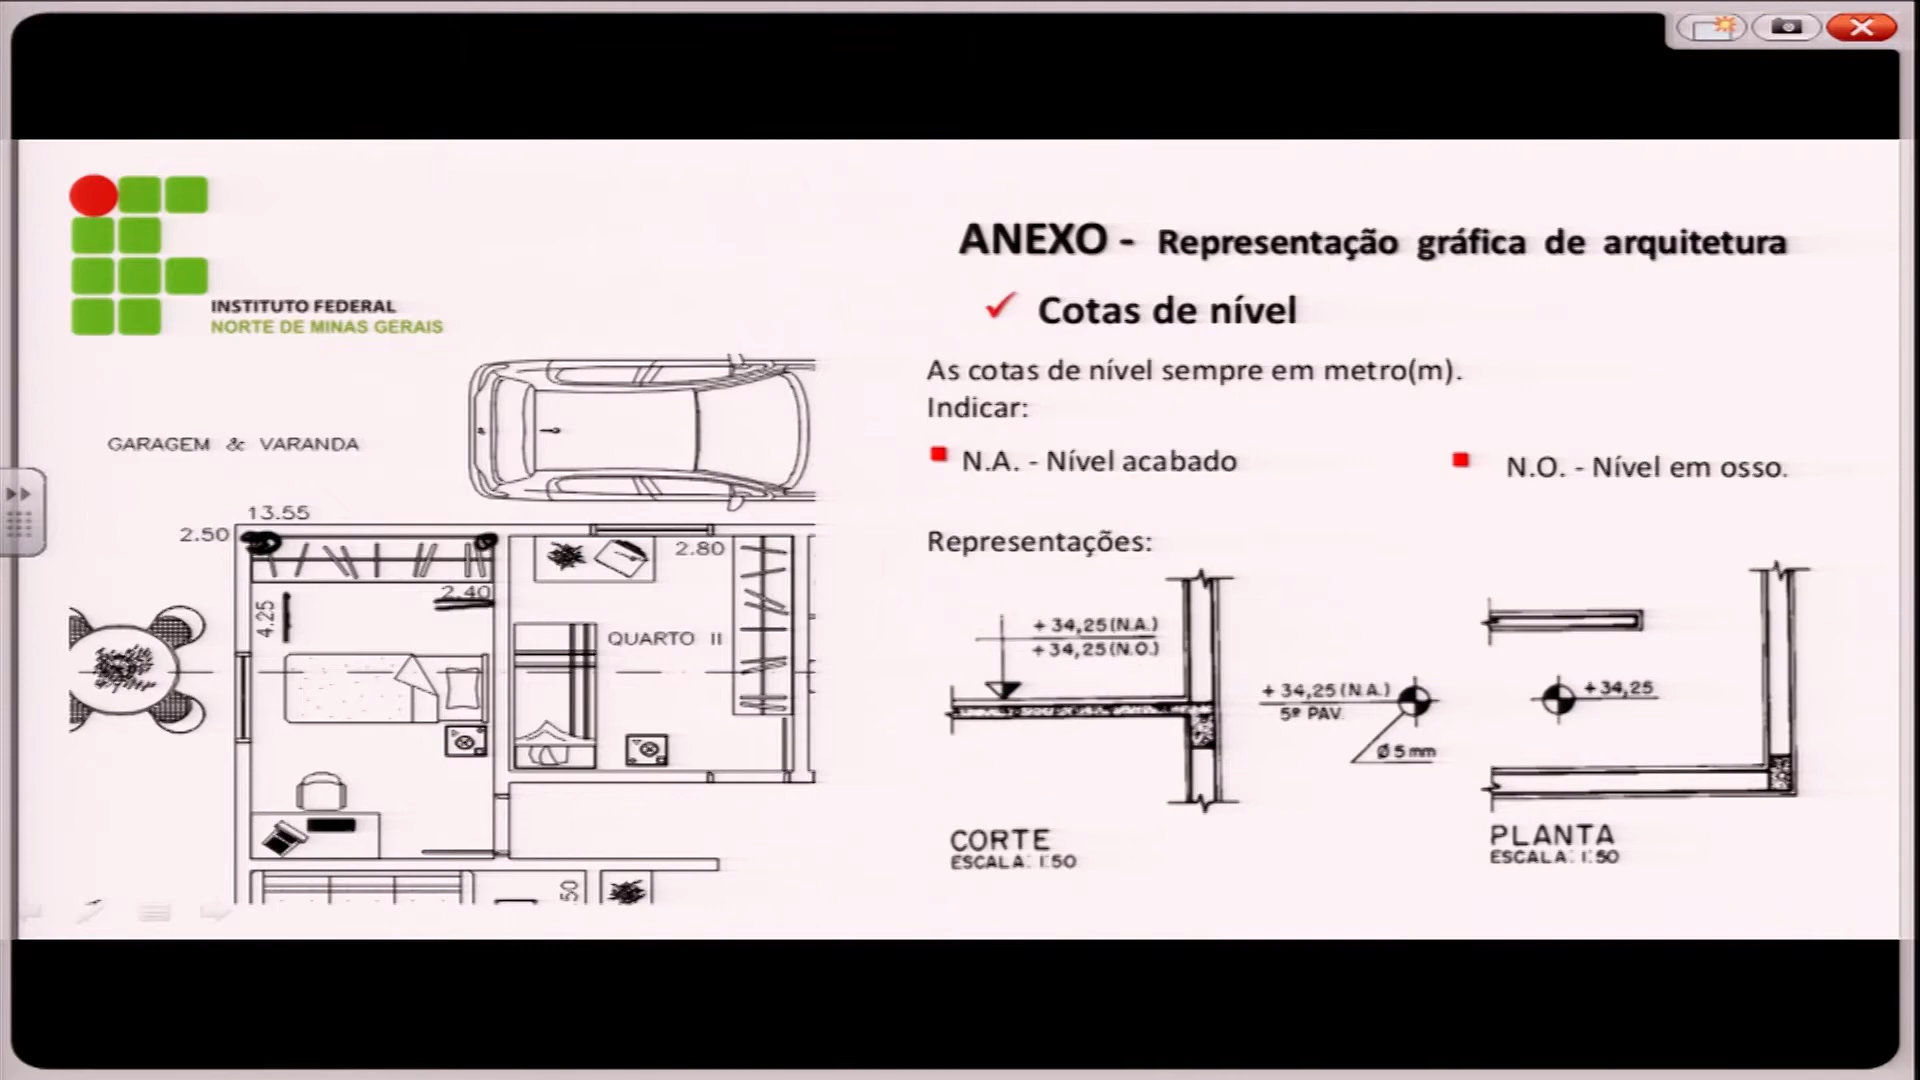 INSTITUTO FEDERAL
NORTE DE MINAS GERAIS
ANEXO - Representação gráfica de arquitetura
✓ Cotas de nível
As cotas de nível sempre em metro(m).
Indicar:
N.A. - Nível acabado
N.O. - Nível em osso.
Representações:
GARAGEM & VARANDA
13.55
2.50
2.80
2.40
4.25
QUARTO II
50
+ 34,25 (N.A.)
+ 34,25 (N.O.)
+ 34,25 (N.A.)
5º PAV.
Ø 5 mm
+34,25
CORTE
ESCALA: 1:50
PLANTA
ESCALA: 1:50